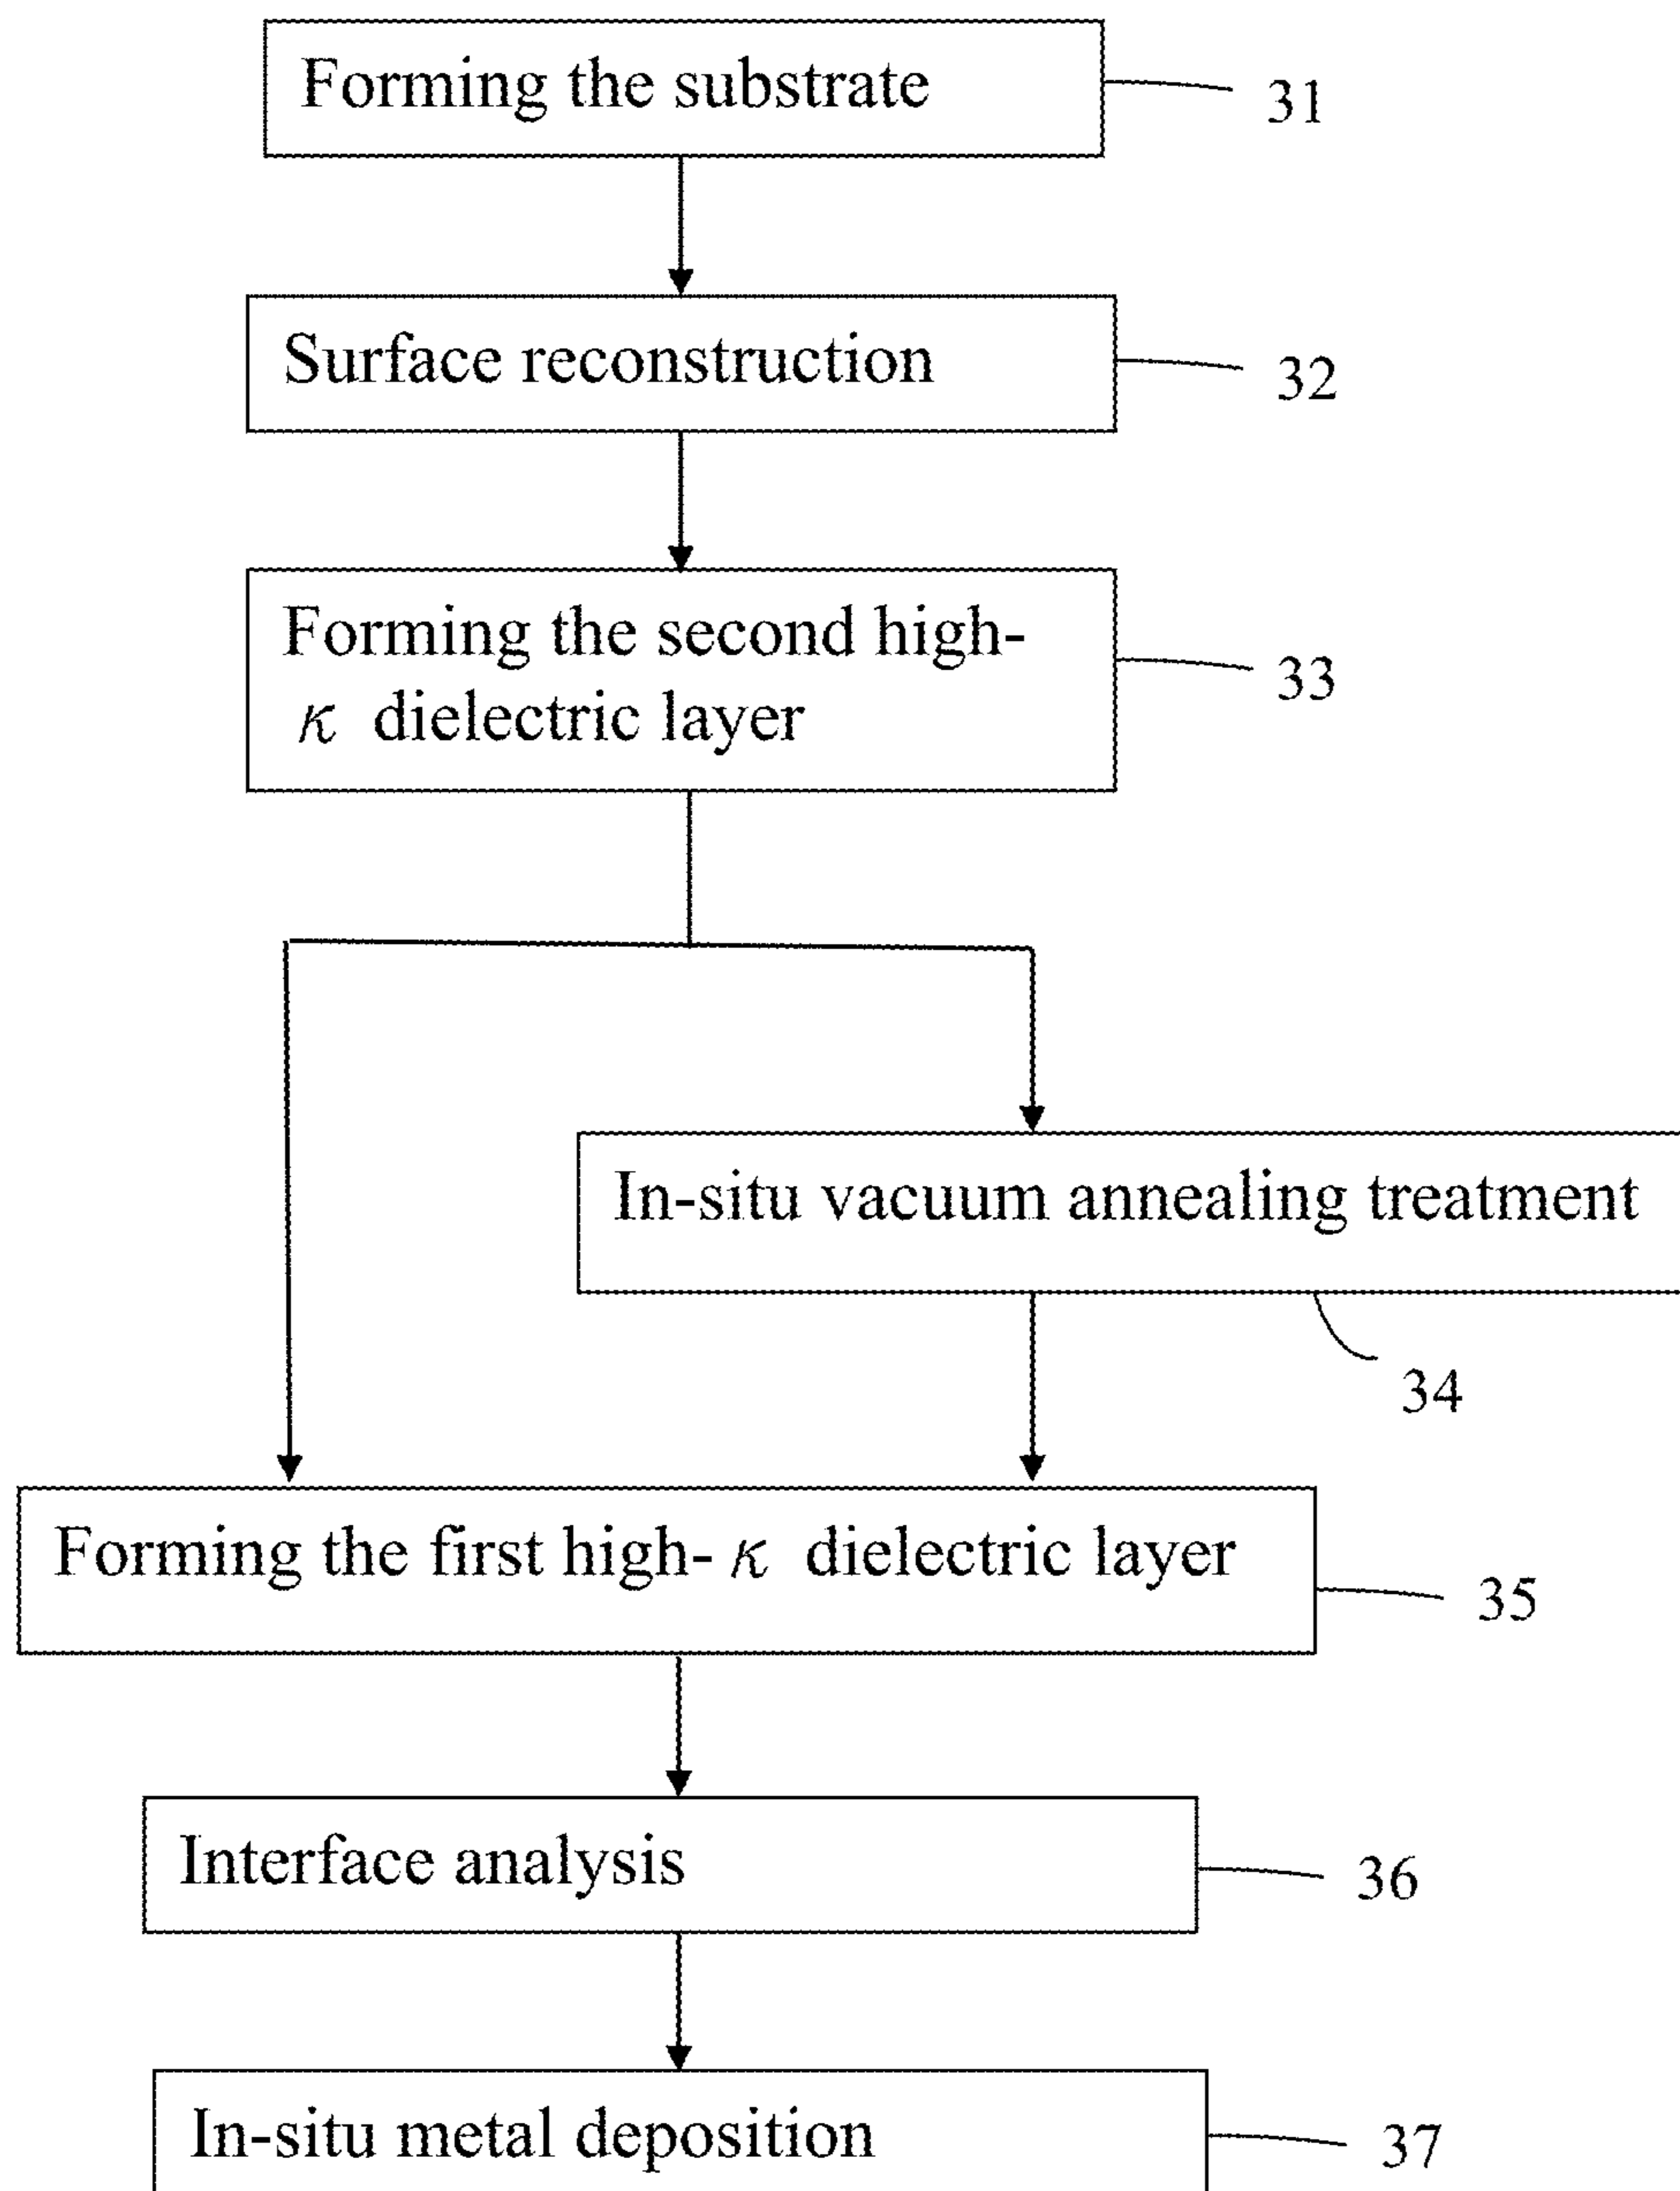 Forming the substrate
31
Surface reconstruction
32
Forming the second high-
κ dielectric layer
33
In-situ vacuum annealing treatment
34
Forming the first high- κ dielectric layer
35
Interface analysis
36
In-situ metal deposition
37